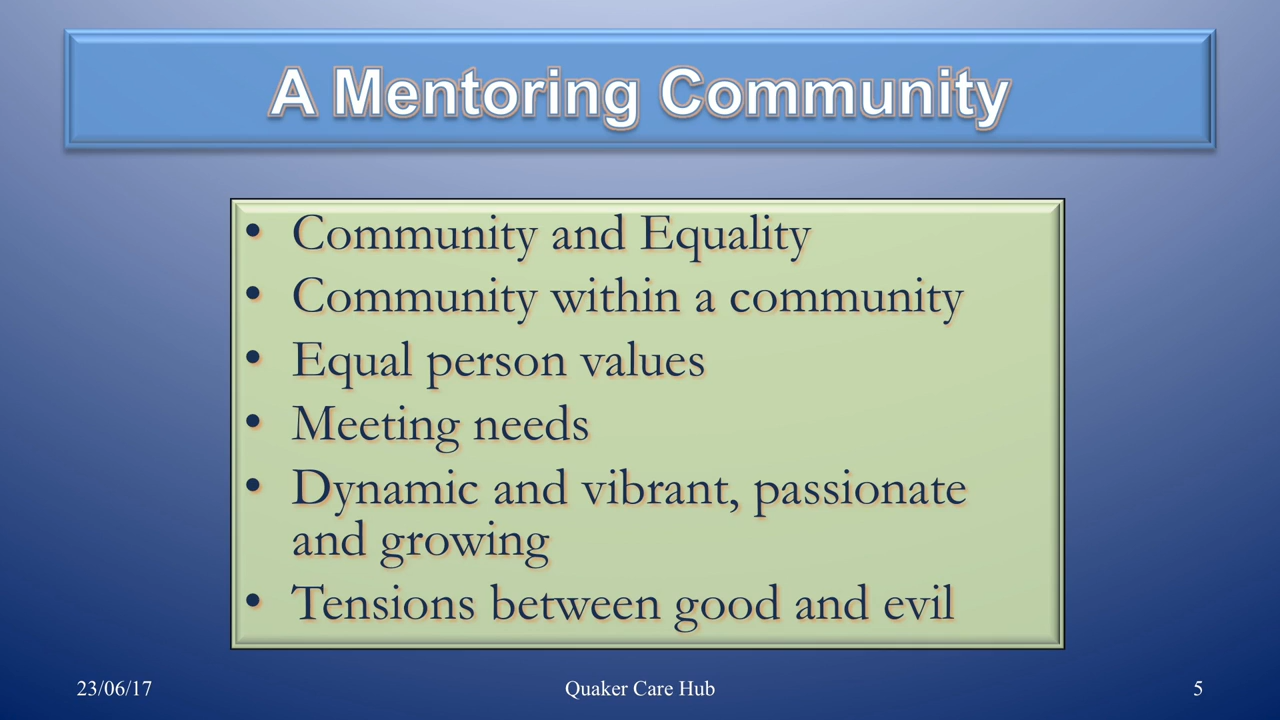 A Mentoring Community
• Community and Equality
• Community within a community
• Equal person values
• Meeting needs
• Dynamic and vibrant, passionate
and growing
• Tensions between good and evil
23/06/17
Quaker Care Hub
5